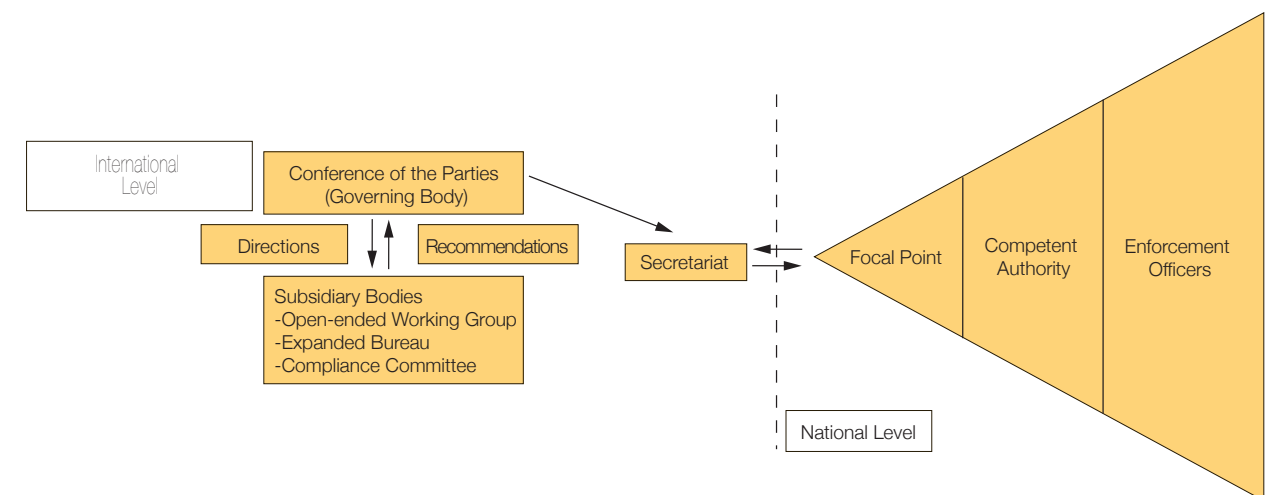 International
Level
Conference of the Parties
(Governing Body)
Directions
Recommendations
Subsidiary Bodies
-Open-ended Working Group
-Expanded Bureau
-Compliance Committee
Secretariat
Focal Point
Competent
Authority
Enforcement
Officers
National Level